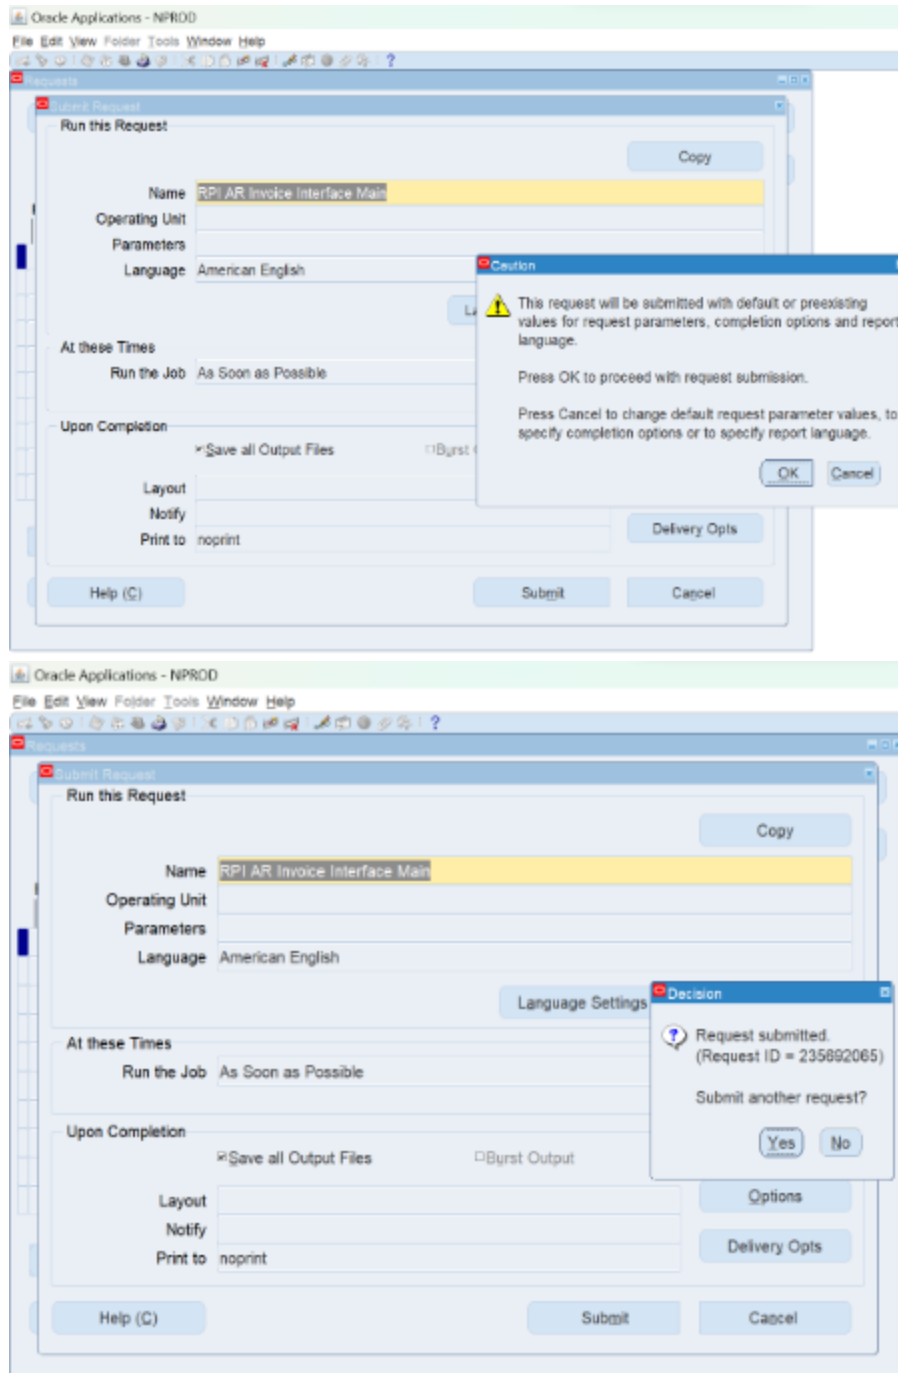 Oracle Applications - NPROD
File Edit View Folder Tools Window Help
Requests
Submit Request
Run this Request
Copy
Name RPI AR Invoice Interface Main
Operating Unit
Parameters
Language American English
Caution
This request will be submitted with default or preexisting
values for request parameters, completion options and report
language.
Press OK to proceed with request submission.
Press Cancel to change default request parameter values, to
specify completion options or to specify report language.
OK Cancel
La
At these Times
Run the Job As Soon as Possible
Upon Completion
Save all Output Files Burst
Layout
Notify
Print to noprint
Delivery Opts
Help (C) Submit Cancel
Oracle Applications - NPROD
File Edit View Folder Tools Window Help
Requests
Submit Request
Run this Request
Copy
Name RPI AR Invoice Interface Main
Operating Unit
Parameters
Language American English
Language Settings
Decision
Request submitted.
(Request ID = 235692065)
Submit another request?
Yes No
At these Times
Run the Job As Soon as Possible
Upon Completion
Save all Output Files Burst Output
Layout
Options
Notify
Print to noprint
Delivery Opts
Help (C) Submit Cancel